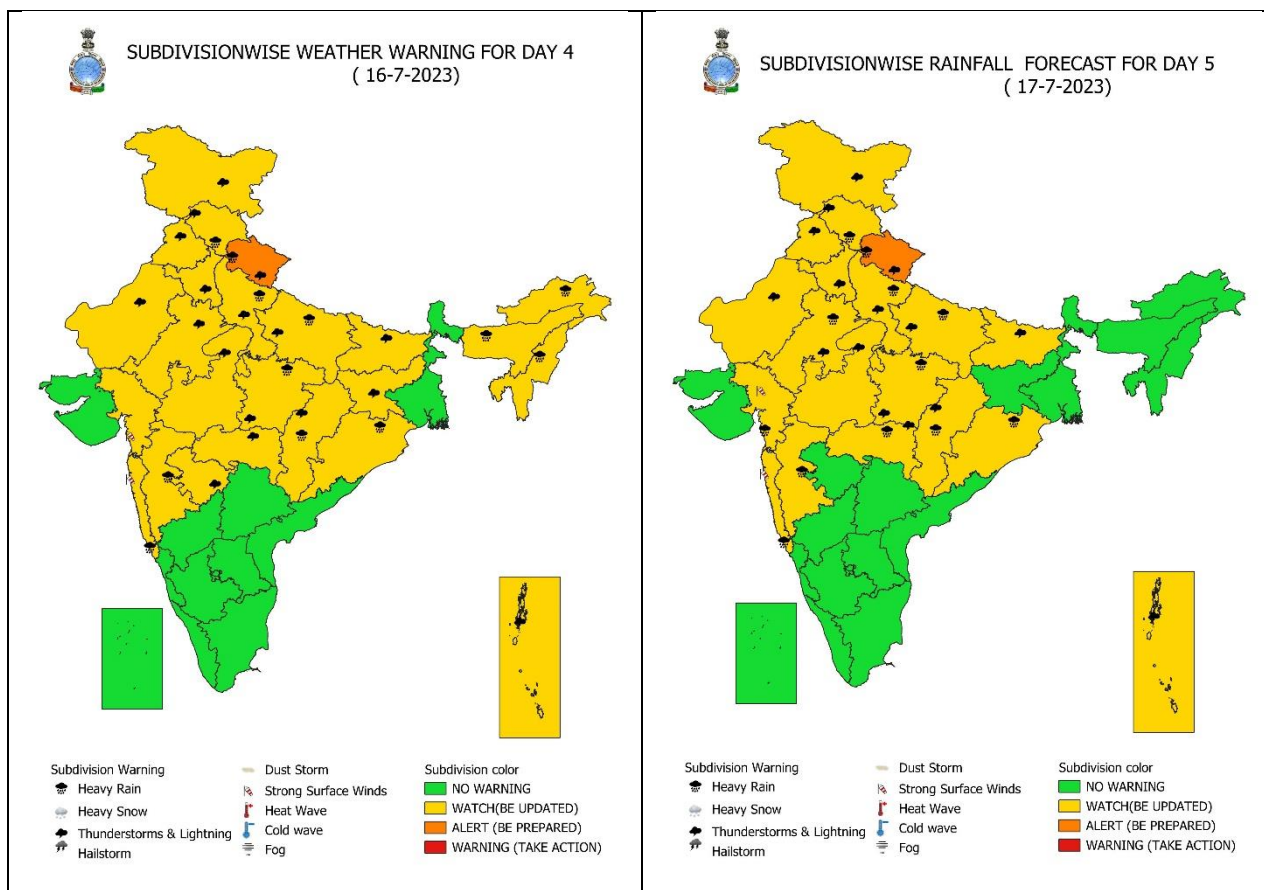 SUBDIVISIONWISE WEATHER WARNING FOR DAY 4
( 16-7-2023)
Subdivision Warning
Heavy Rain
Heavy Snow
Thunderstorms & Lightning
Hailstorm
Dust Storm
Strong Surface Winds
Heat Wave
Cold wave
Fog
Subdivision color
NO WARNING
WATCH(BE UPDATED)
ALERT (BE PREPARED)
WARNING (TAKE ACTION)
SUBDIVISIONWISE RAINFALL FORECAST FOR DAY 5
( 17-7-2023)
Subdivision Warning
Heavy Rain
Heavy Snow
Thunderstorms & Lightning
Hailstorm
Dust Storm
Strong Surface Winds
Heat Wave
Cold wave
Fog
Subdivision color
NO WARNING
WATCH(BE UPDATED)
ALERT (BE PREPARED)
WARNING (TAKE ACTION)